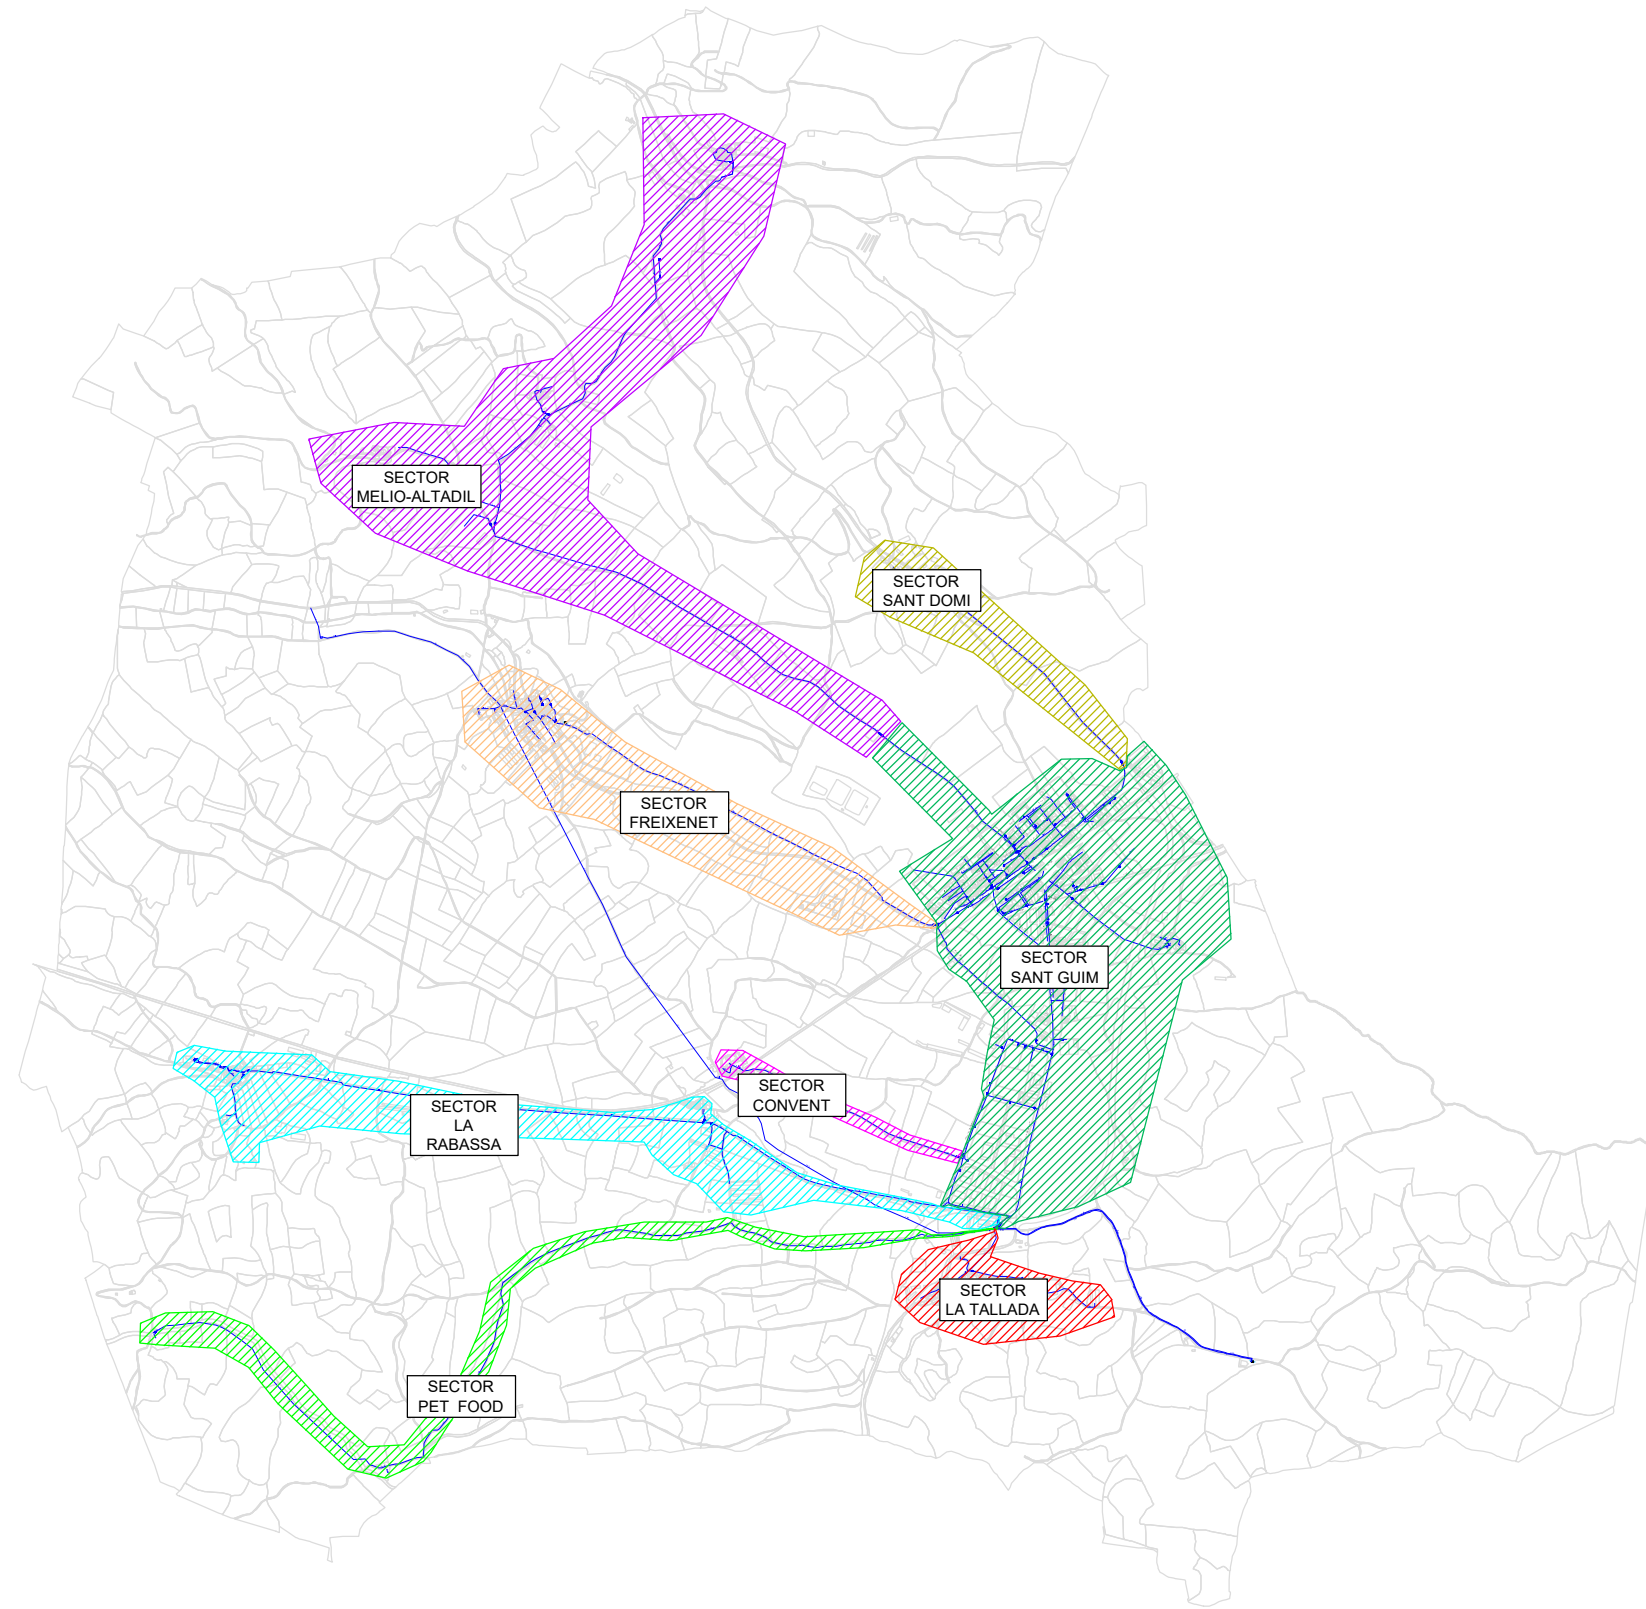 SECTOR
MELIO-ALTADIL
SECTOR
SANT DOMI
SECTOR
FREIXENET
SECTOR
SANT GUIM
SECTOR
CONVENT
SECTOR
LA
RABASSA
SECTOR
LA TALLADA
SECTOR
PET FOOD